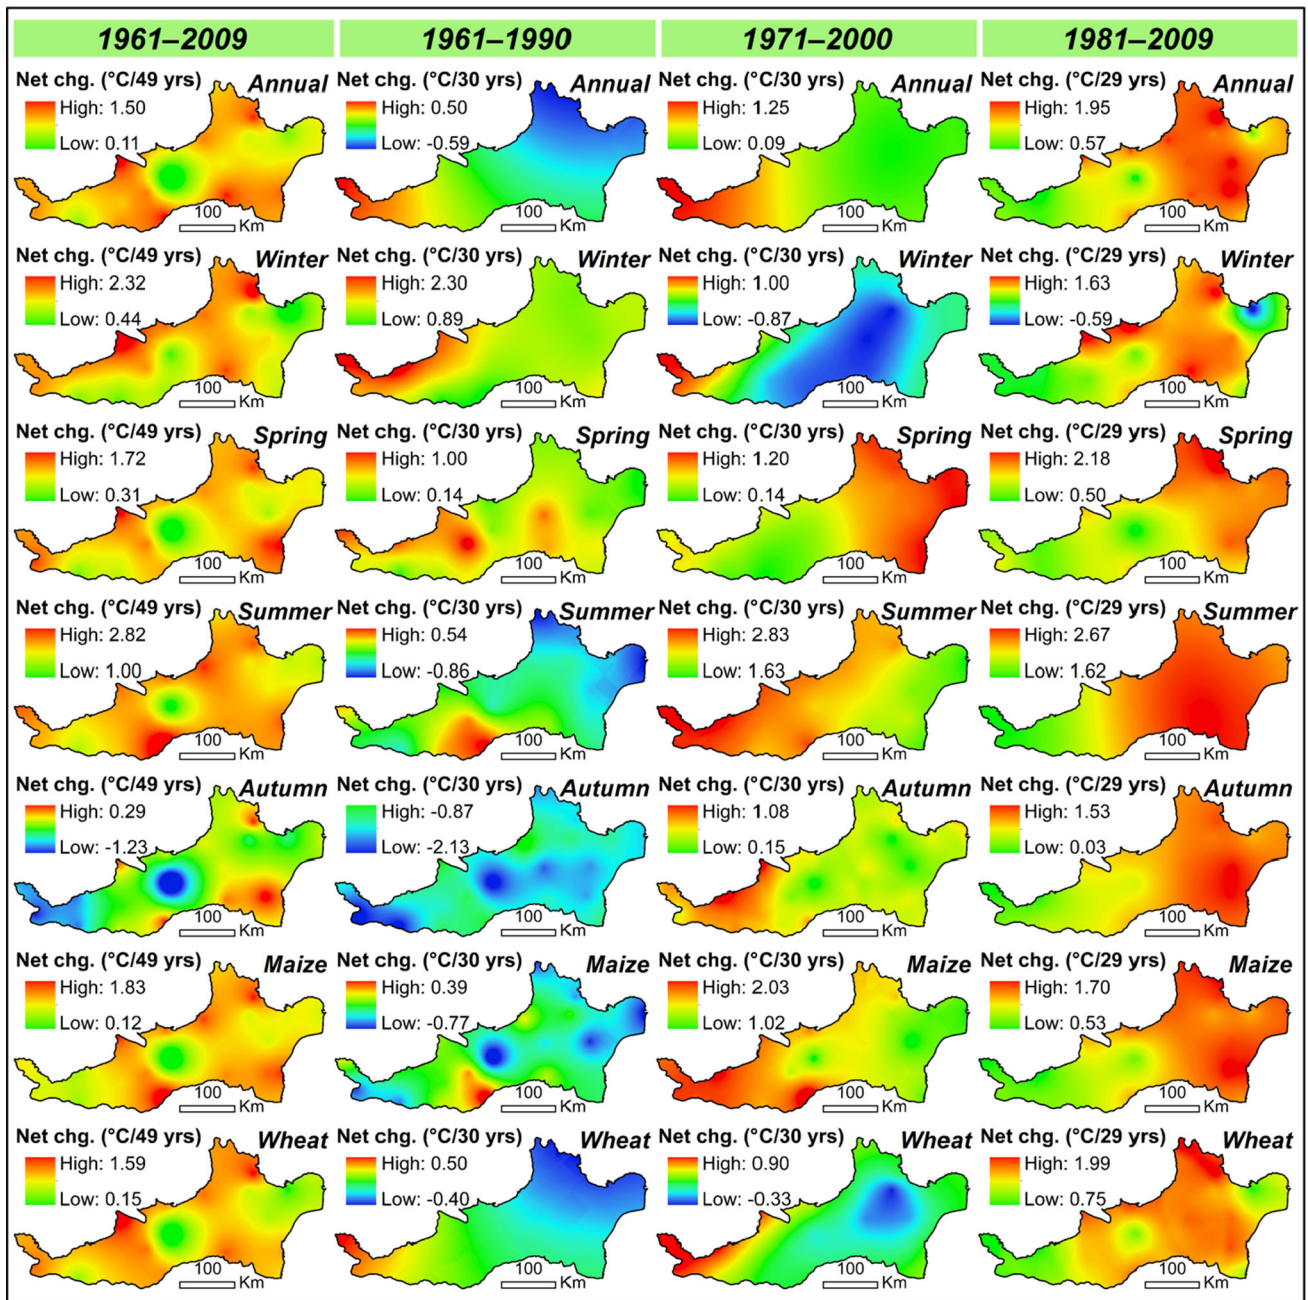 1961–2009 1961–1990 1971–2000 1981–2009
Net chg. (°C/49 yrs) Annual Net chg. (°C/30 yrs) Annual Net chg. (°C/30 yrs) Annual Net chg. (°C/29 yrs) Annual
High: 1.50 High: 0.50 High: 1.25 High: 1.95
Low: 0.11 Low: -0.59 Low: 0.09 Low: 0.57
100 100 100 100
Km Km Km Km
Net chg. (°C/49 yrs) Winter Net chg. (°C/30 yrs) Winter Net chg. (°C/30 yrs) Winter Net chg. (°C/29 yrs) Winter
High: 2.32 High: 2.30 High: 1.00 High: 1.63
Low: 0.44 Low: 0.89 Low: -0.87 Low: -0.59
100 100 100 100
Km Km Km Km
Net chg. (°C/49 yrs) Spring Net chg. (°C/30 yrs) Spring Net chg. (°C/30 yrs) Spring Net chg. (°C/29 yrs) Spring
High: 1.72 High: 1.00 High: 1.20 High: 2.18
Low: 0.31 Low: 0.14 Low: 0.14 Low: 0.50
100 100 100 100
Km Km Km Km
Net chg. (°C/49 yrs) Summer Net chg. (°C/30 yrs) Summer Net chg. (°C/30 yrs) Summer Net chg. (°C/29 yrs) Summer
High: 2.82 High: 0.54 High: 2.83 High: 2.67
Low: 1.00 Low: -0.86 Low: 1.63 Low: 1.62
100 100 100 100
Km Km Km Km
Net chg. (°C/49 yrs) Autumn Net chg. (°C/30 yrs) Autumn Net chg. (°C/30 yrs) Autumn Net chg. (°C/29 yrs) Autumn
High: 0.29 High: -0.87 High: 1.08 High: 1.53
Low: -1.23 Low: -2.13 Low: 0.15 Low: 0.03
100 100 100 100
Km Km Km Km
Net chg. (°C/49 yrs) Maize Net chg. (°C/30 yrs) Maize Net chg. (°C/30 yrs) Maize Net chg. (°C/29 yrs) Maize
High: 1.83 High: 0.39 High: 2.03 High: 1.70
Low: 0.12 Low: -0.77 Low: 1.02 Low: 0.53
100 100 100 100
Km Km Km Km
Net chg. (°C/49 yrs) Wheat Net chg. (°C/30 yrs) Wheat Net chg. (°C/30 yrs) Wheat Net chg. (°C/29 yrs) Wheat
High: 1.59 High: 0.50 High: 0.90 High: 1.99
Low: 0.15 Low: -0.40 Low: -0.33 Low: 0.75
100 100 100 100
Km Km Km Km